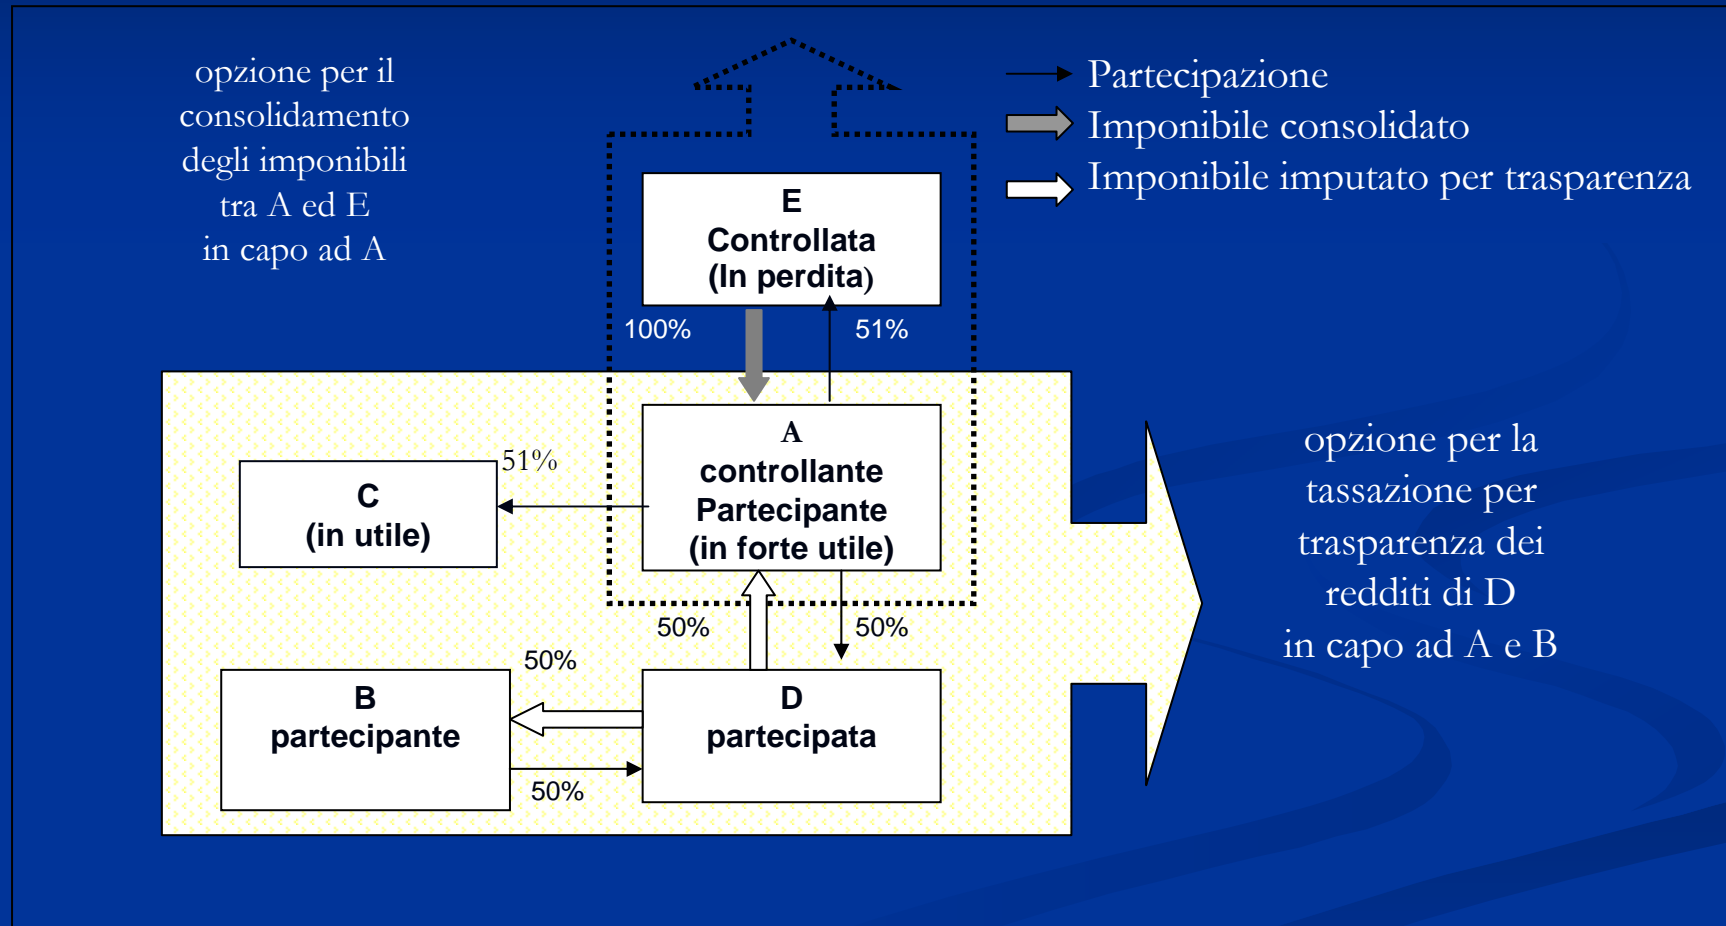 opzione per il
consolidamento
degli imponibili
tra A ed E
in capo ad A
Partecipazione
Imponibile consolidato
Imponibile imputato per trasparenza
E
Controllata
(In perdita)
100%
51%
A
controllante
Partecipante
(in forte utile)
51%
C
(in utile)
50%
50%
50%
B
partecipante
D
partecipata
50%
opzione per la
tassazione per
trasparenza dei
redditi di D
in capo ad A e B